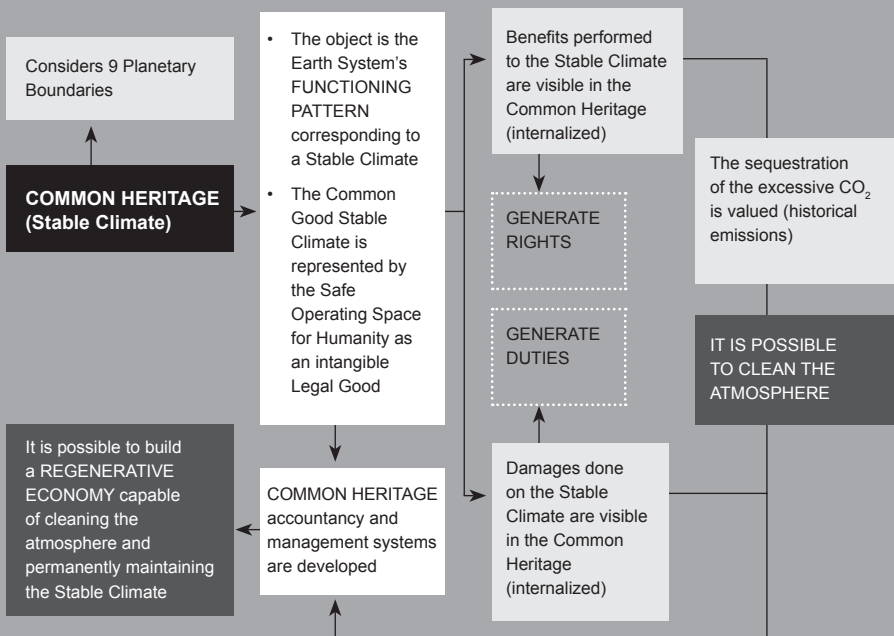 Considers 9 Planetary
Boundaries
COMMON HERITAGE
(Stable Climate)
• The object is the
Earth System’s
FUNCTIONING
PATTERN
corresponding to
a Stable Climate
• The Common
Good Stable
Climate is
represented by
the Safe
Operating Space
for Humanity as
an intangible
Legal Good
Benefits performed
to the Stable Climate
are visible in the
Common Heritage
(internalized)
GENERATE
RIGHTS
GENERATE
DUTIES
Damages done
on the Stable
Climate are visible
in the Common
Heritage
(internalized)
The sequestration
of the excessive CO₂
is valued (historical
emissions)
IT IS POSSIBLE
TO CLEAN THE
ATMOSPHERE
COMMON HERITAGE
accountancy and
management systems
are developed
It is possible to build
a REGENERATIVE
ECONOMY capable
of cleaning the
atmosphere and
permanently maintaining
the Stable Climate